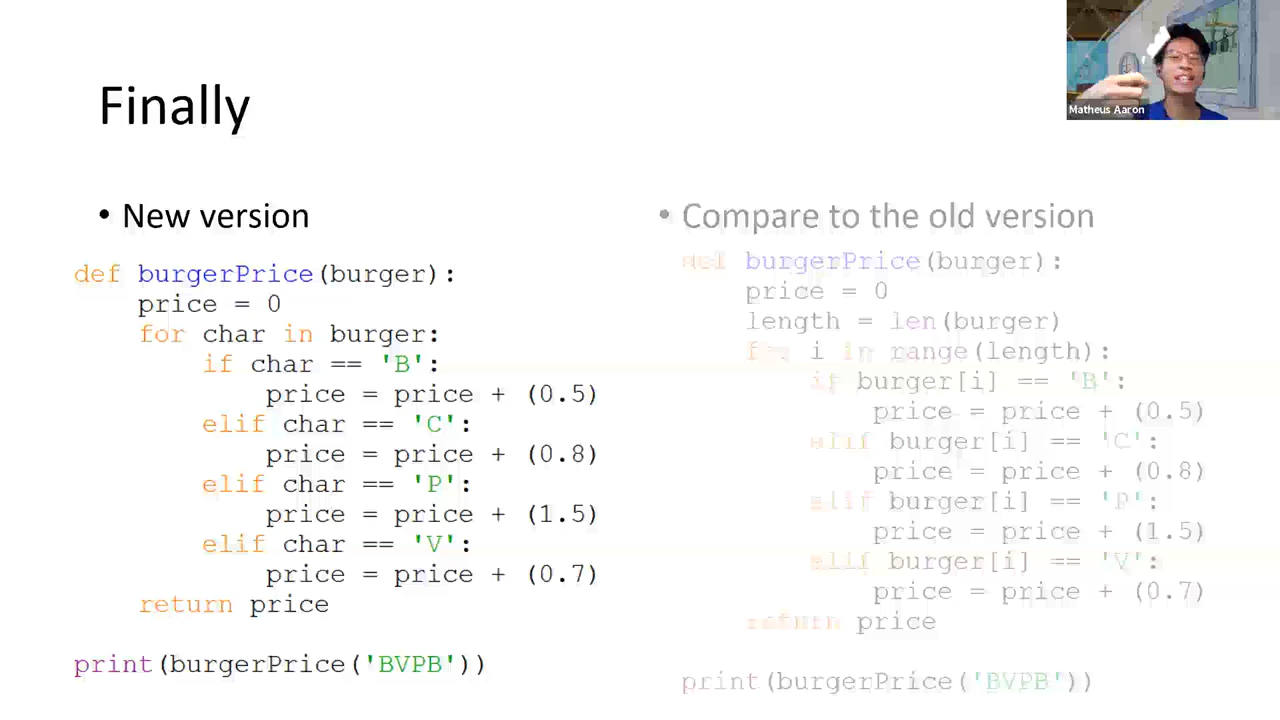 Finally
Matheus Aaron
• New version
def burgerPrice(burger):
    price = 0
    for char in burger:
        if char == 'B':
            price = price + (0.5)
        elif char == 'C':
            price = price + (0.8)
        elif char == 'P':
            price = price + (1.5)
        elif char == 'V':
            price = price + (0.7)
    return price
print(burgerPrice('BVPB'))
• Compare to the old version
def burgerPrice(burger):
    price = 0
    length = len(burger)
    for i in range(length):
        if burger[i] == 'B':
            price = price + (0.5)
        elif burger[i] == 'C':
            price = price + (0.8)
        elif burger[i] == 'P':
            price = price + (1.5)
        elif burger[i] == 'V':
            price = price + (0.7)
    return price
print(burgerPrice('BVPB'))